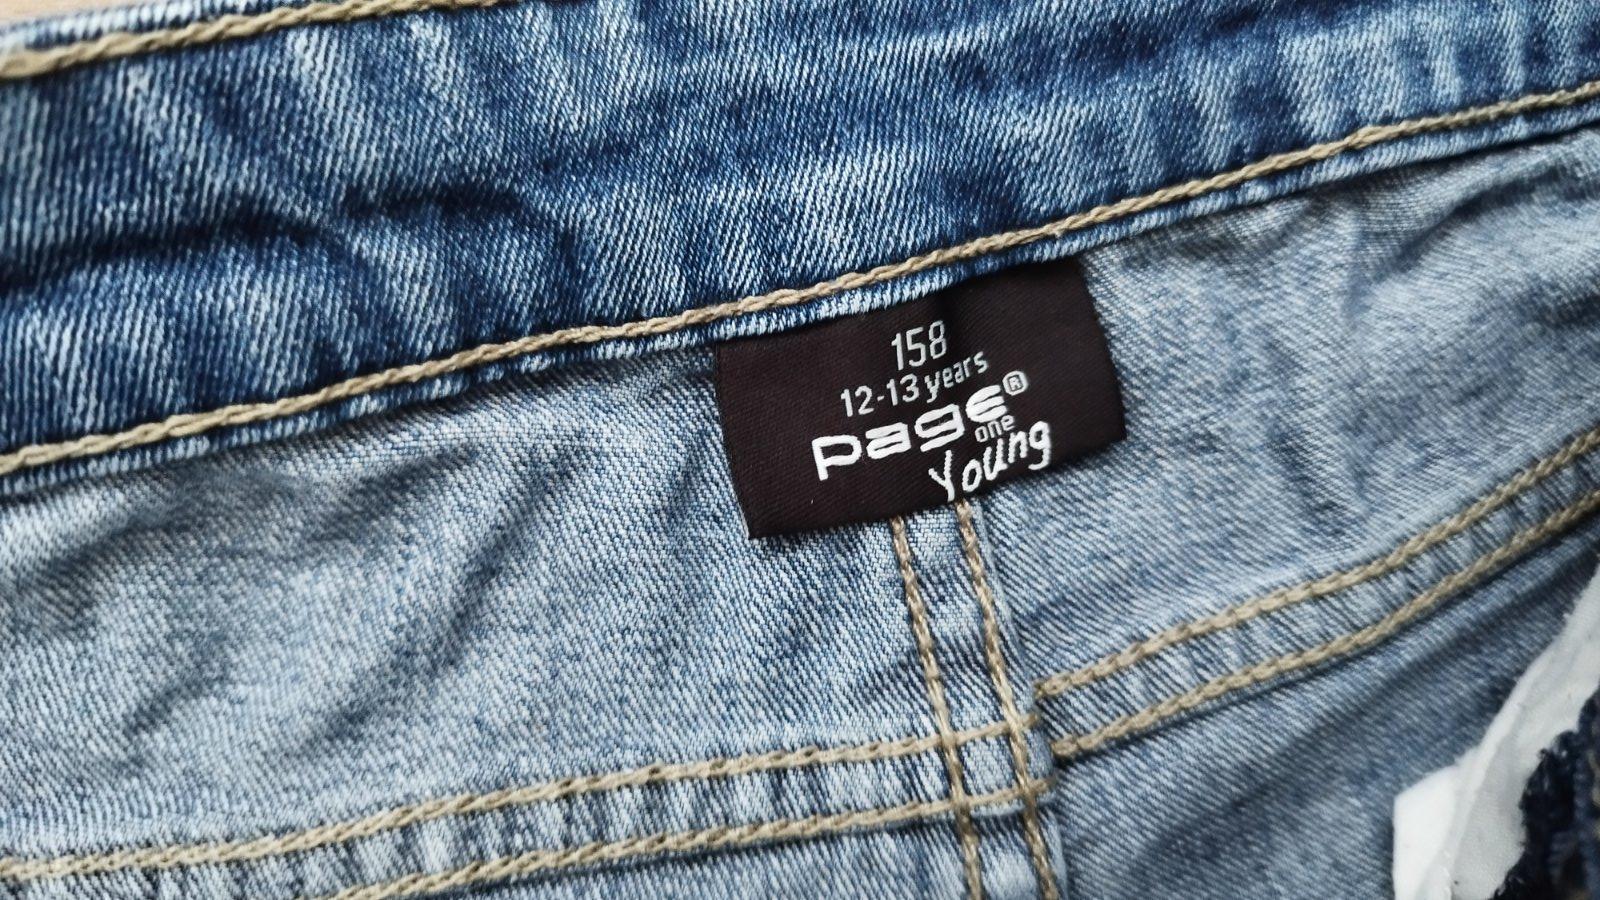 158
12-13 years
page®
one
Young